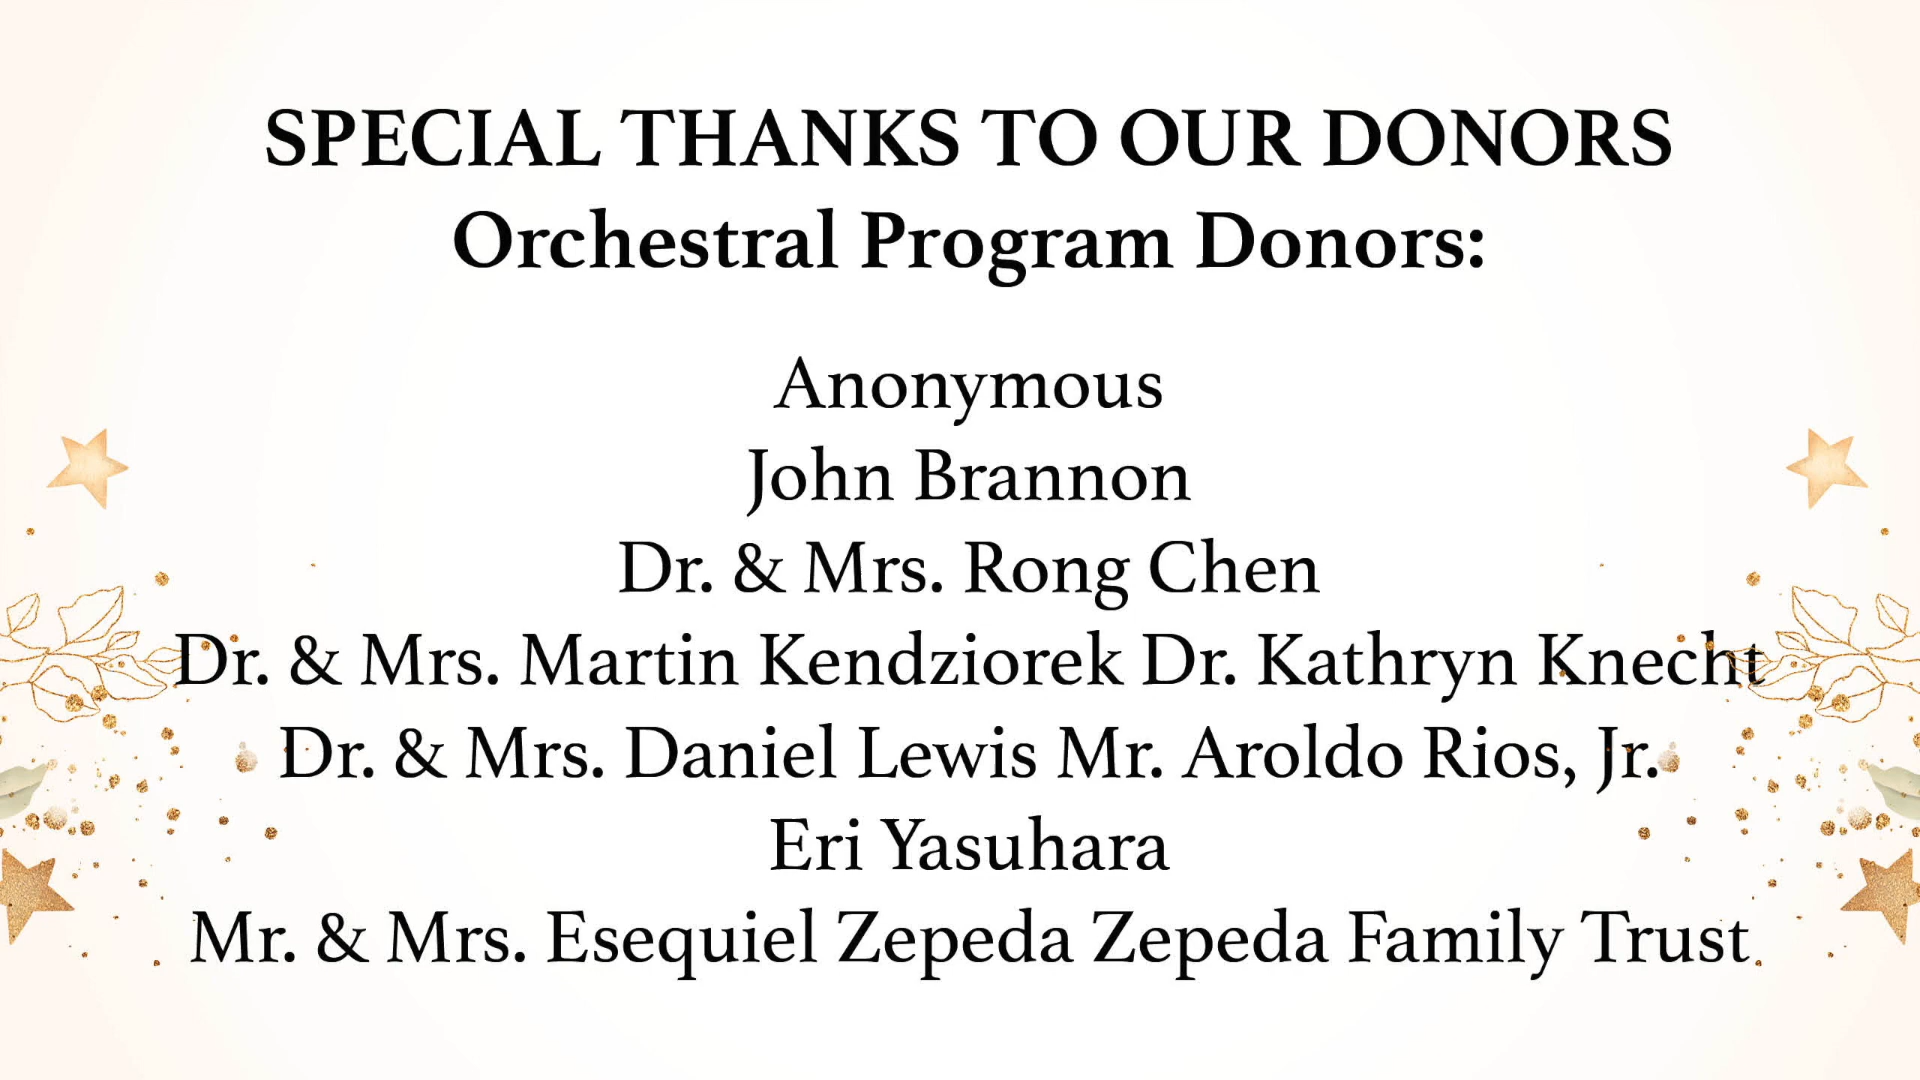 SPECIAL THANKS TO OUR DONORS
Orchestral Program Donors:
Anonymous
John Brannon
Dr. & Mrs. Rong Chen
Dr. & Mrs. Martin Kendziorek Dr. Kathryn Knecht
Dr. & Mrs. Daniel Lewis Mr. Aroldo Rios, Jr.
Eri Yasuhara
Mr. & Mrs. Esequiel Zepeda Zepeda Family Trust